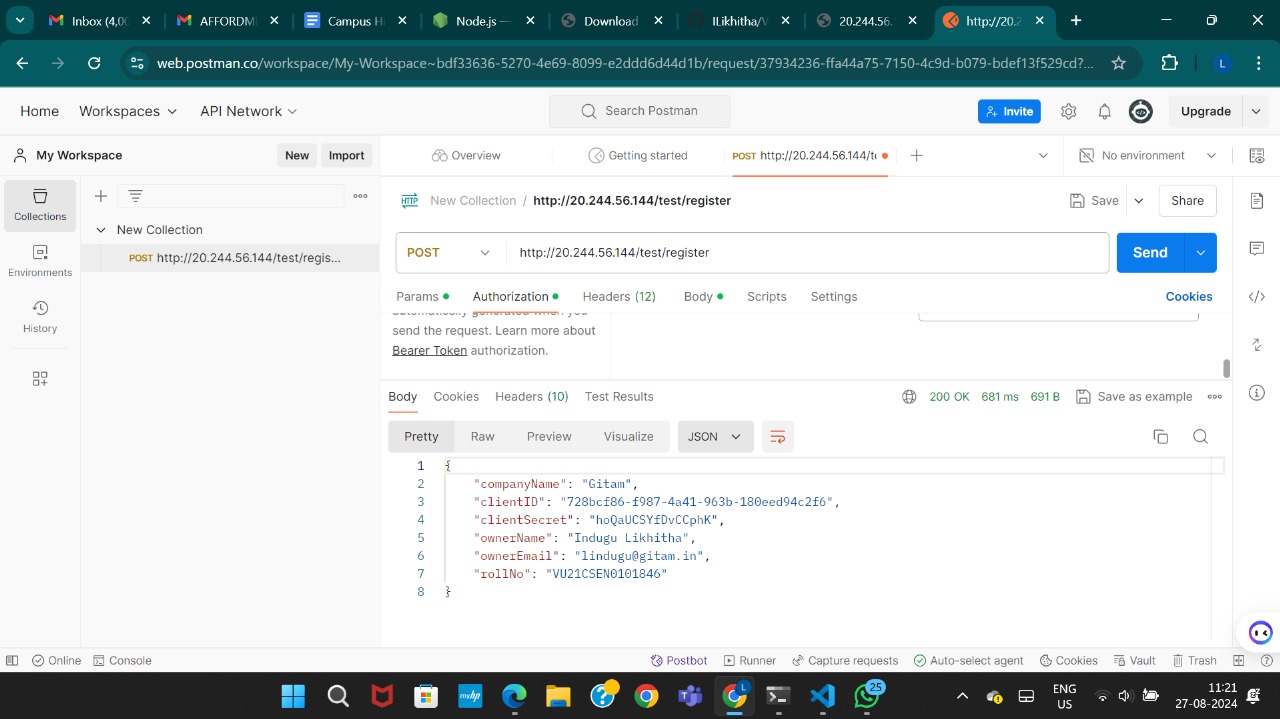 Inbox (4,00
AFFORDM
Campus Hi
Node.js —
Download
ILikhitha/V
20.244.56.
http://20.2
web.postman.co/workspace/My-Workspace~bdf33636-5270-4e69-8099-e2ddd6d44d1b/request/37934236-ffa44a75-7150-4c9d-b079-bdef13f529cd?...
L
Home
Workspaces
API Network
Search Postman
Invite
Upgrade
My Workspace
New
Import
Overview
Getting started
POST http://20.244.56.144/t
No environment
Collections
New Collection
POST http://20.244.56.144/test/regis...
Environments
History
HTTP
New Collection / http://20.244.56.144/test/register
Save
Share
POST
http://20.244.56.144/test/register
Send
Params
Authorization
Headers (12)
Body
Scripts
Settings
Cookies
automatically generated when you
send the request. Learn more about
Bearer Token authorization.
Body
Cookies
Headers (10)
Test Results
200 OK
681 ms
691 B
Save as example
Pretty
Raw
Preview
Visualize
JSON
1 {
2 "companyName": "Gitam",
3 "clientID": "728bcf86-f987-4a41-963b-180eed94c2f6",
4 "clientSecret": "hoQaUCSYfDvCCphK",
5 "ownerName": "Indugu Likhitha",
6 "ownerEmail": "lindugu@gitam.in",
7 "rollNo": "VU21CSEN0101846"
8 }
Online
Console
Postbot
Runner
Capture requests
Auto-select agent
Cookies
Vault
Trash
myhp
L
25
ENG
US
11:21
27-08-2024